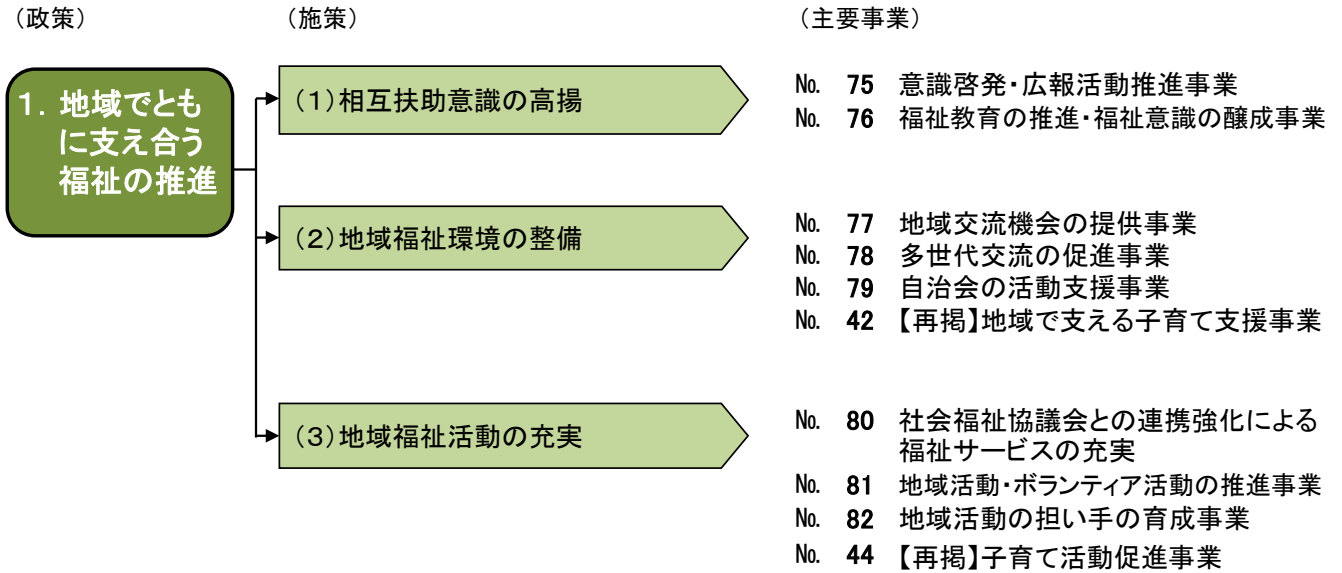 （政策）
（施策）
（主要事業）
１．地域でとも
に支え合う
福祉の推進
（１）相互扶助意識の高揚
№ 75 意識啓発・広報活動推進事業
№ 76 福祉教育の推進・福祉意識の醸成事業
（２）地域福祉環境の整備
№ 77 地域交流機会の提供事業
№ 78 多世代交流の促進事業
№ 79 自治会の活動支援事業
№ 42 【再掲】地域で支える子育て支援事業
（３）地域福祉活動の充実
№ 80 社会福祉協議会との連携強化による
福祉サービスの充実
№ 81 地域活動・ボランティア活動の推進事業
№ 82 地域活動の担い手の育成事業
№ 44 【再掲】子育て活動促進事業